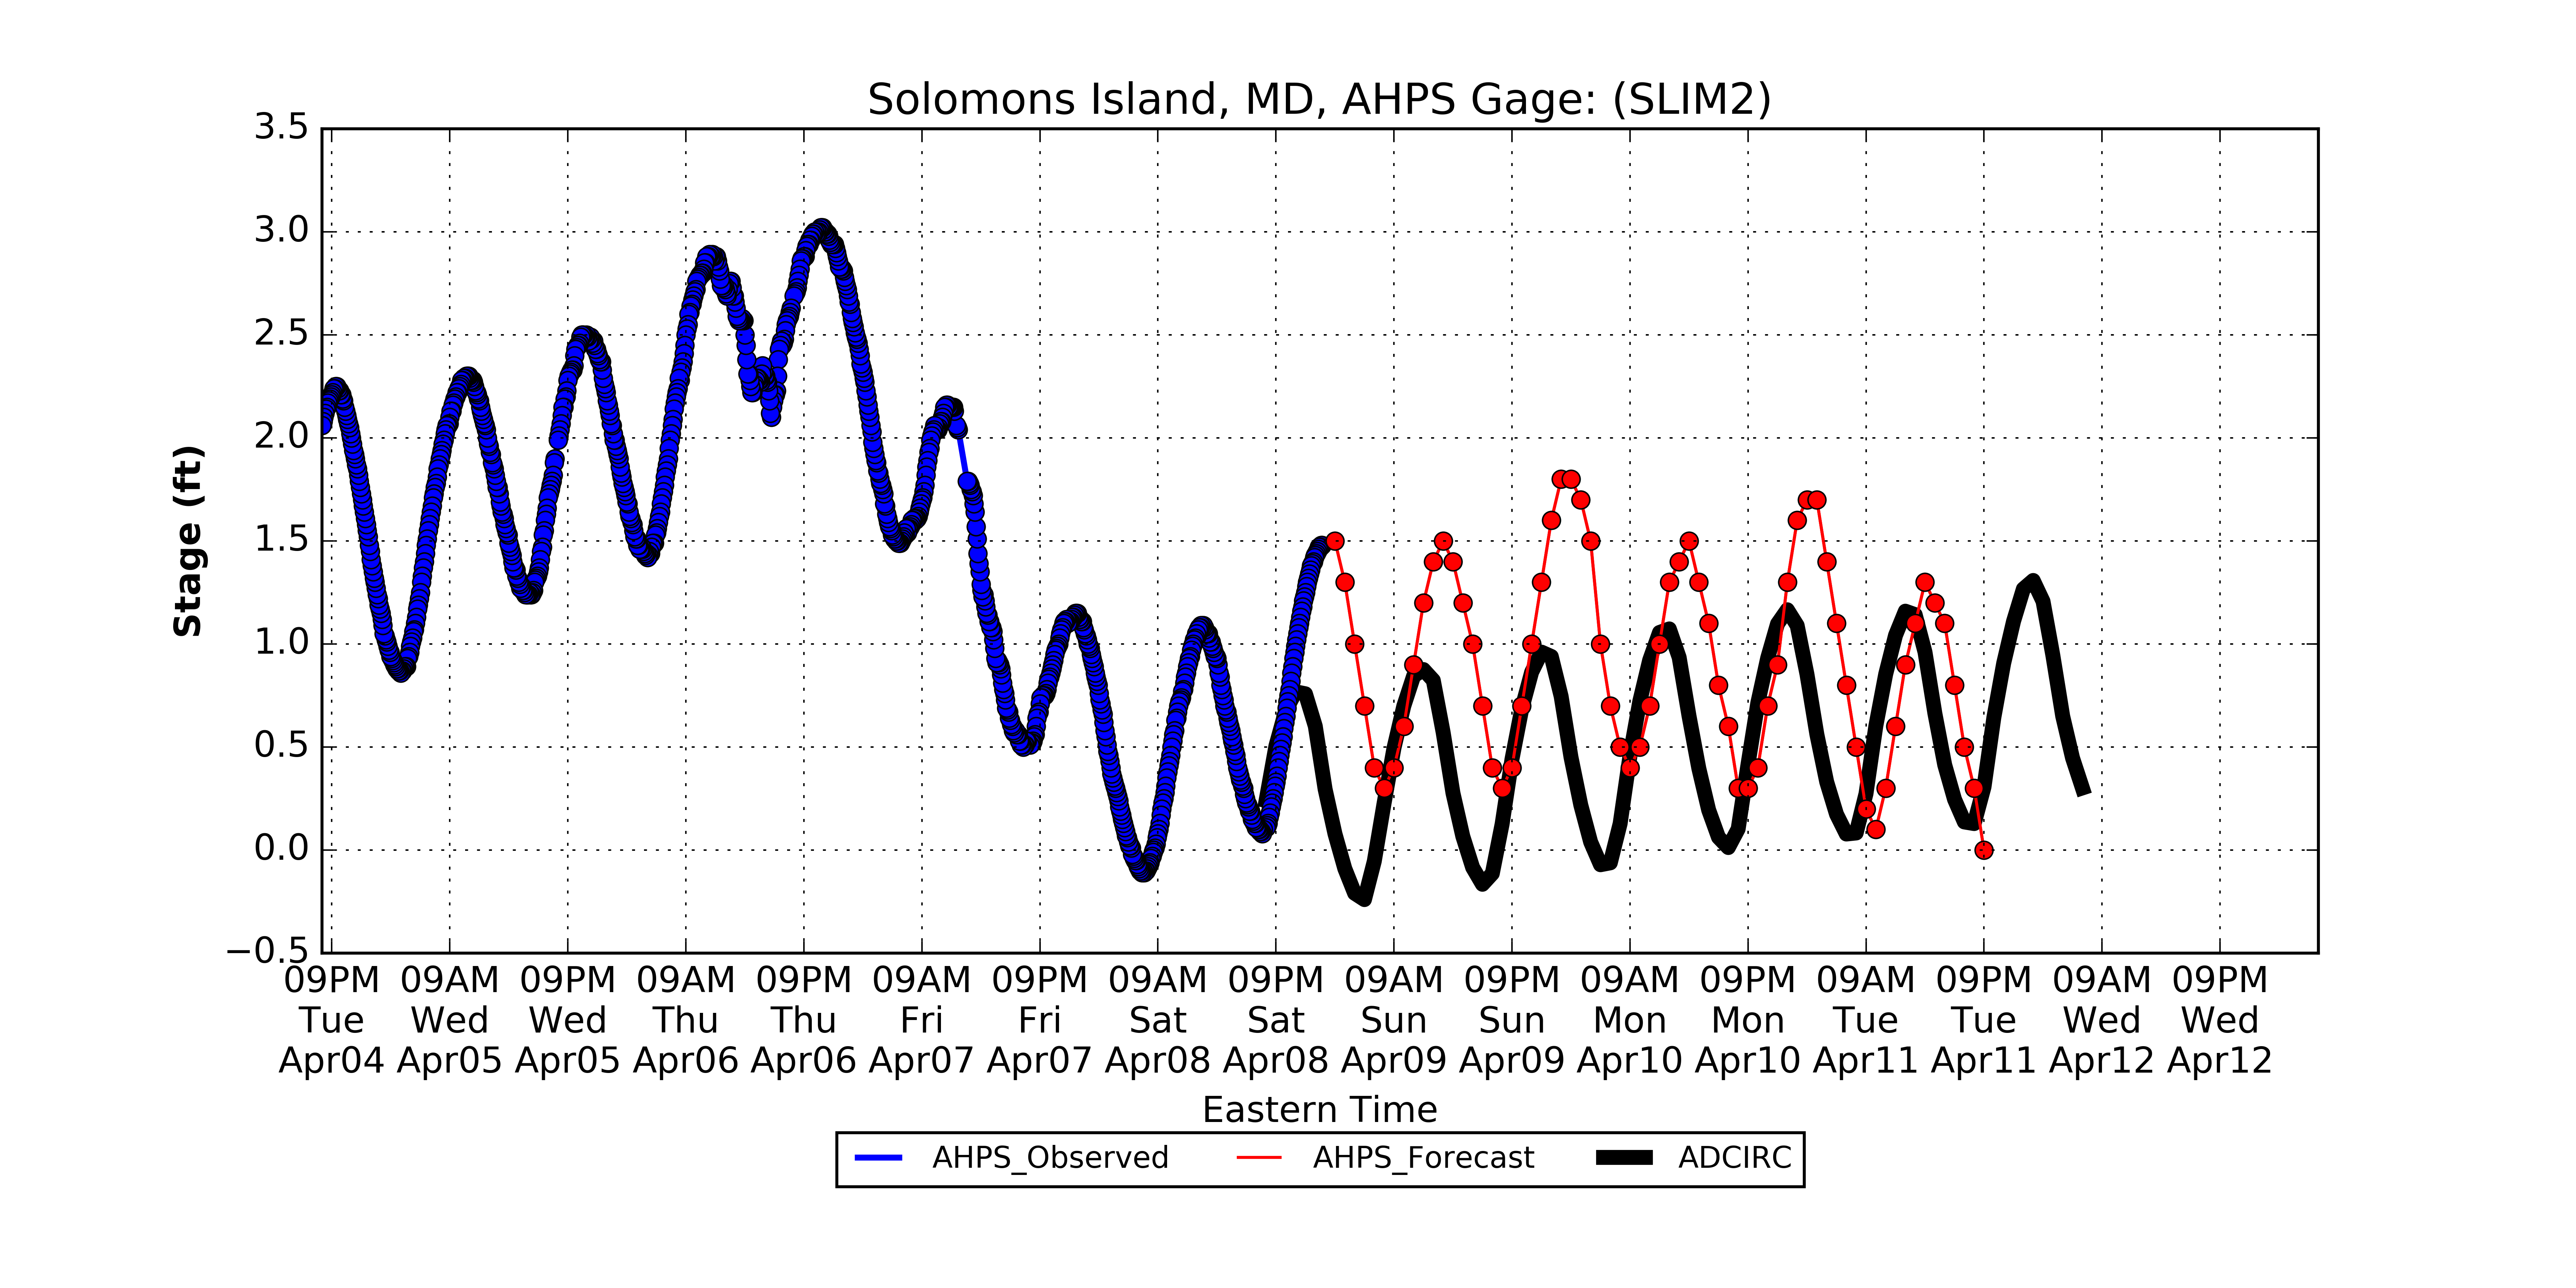 Solomons Island, MD, AHPS Gage: (SLIM2)
3.5
3.0
2.5
2.0
1.5
1.0
0.5
0.0
−0.5
Stage (ft)
09PM 09AM 09PM 09AM 09PM 09AM 09PM 09AM 09PM 09AM 09PM 09AM 09PM 09AM 09PM 09AM 09PM
Tue Wed Wed Thu Thu Fri Fri Sat Sat Sun Sun Mon Mon Tue Tue Wed Wed
Apr04 Apr05 Apr05 Apr06 Apr06 Apr07 Apr07 Apr08 Apr08 Apr09 Apr09 Apr10 Apr10 Apr11 Apr11 Apr12 Apr12
Eastern Time
AHPS_Observed AHPS_Forecast ADCIRC